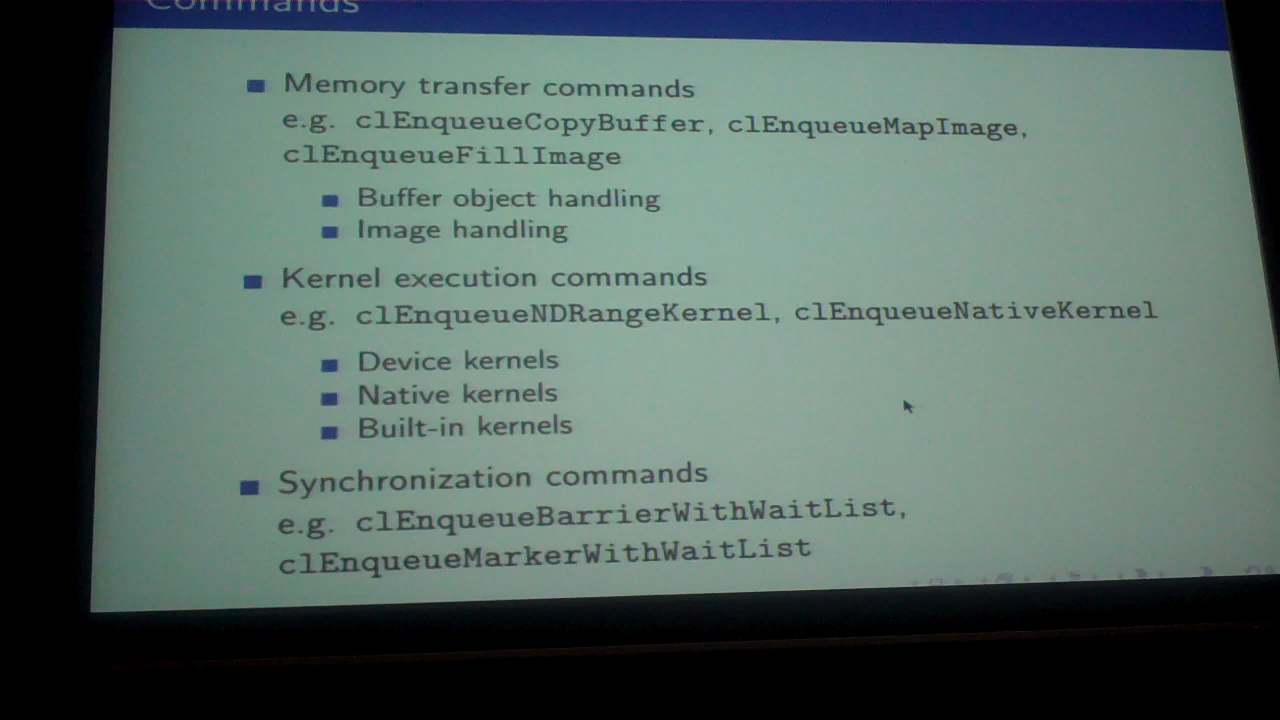 Commands
Memory transfer commands
e.g. clEnqueueCopyBuffer, clEnqueueMapImage,
clEnqueueFillImage
Buffer object handling
Image handling
Kernel execution commands
e.g. clEnqueueNDRangeKernel, clEnqueueNativeKernel
Device kernels
Native kernels
Built-in kernels
Synchronization commands
e.g. clEnqueueBarrierWithWaitList,
clEnqueueMarkerWithWaitList